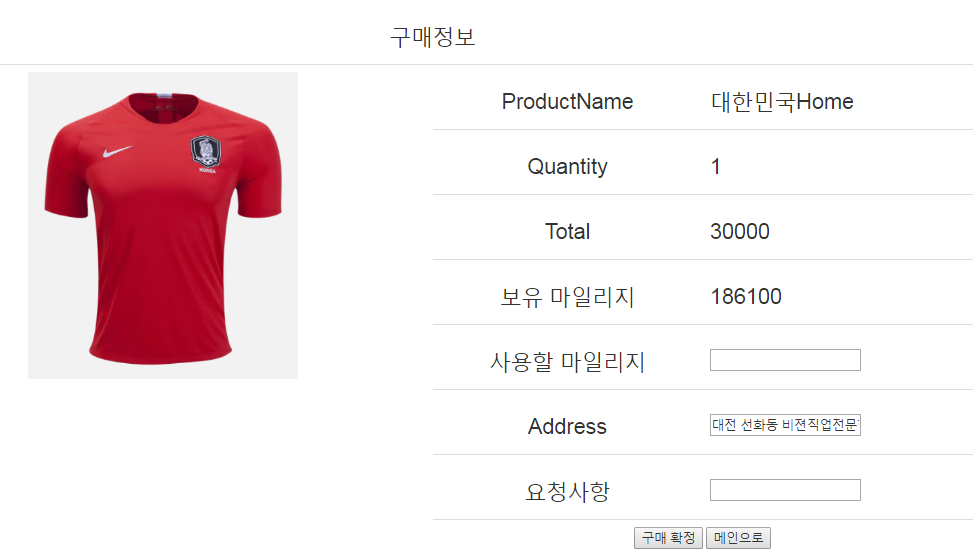 구매정보
KOREA
ProductName 대한민국Home
Quantity 1
Total 30000
보유 마일리지 186100
사용할 마일리지
Address 대전 선화동 비젼직업전문
요청사항
구매 확정 메인으로